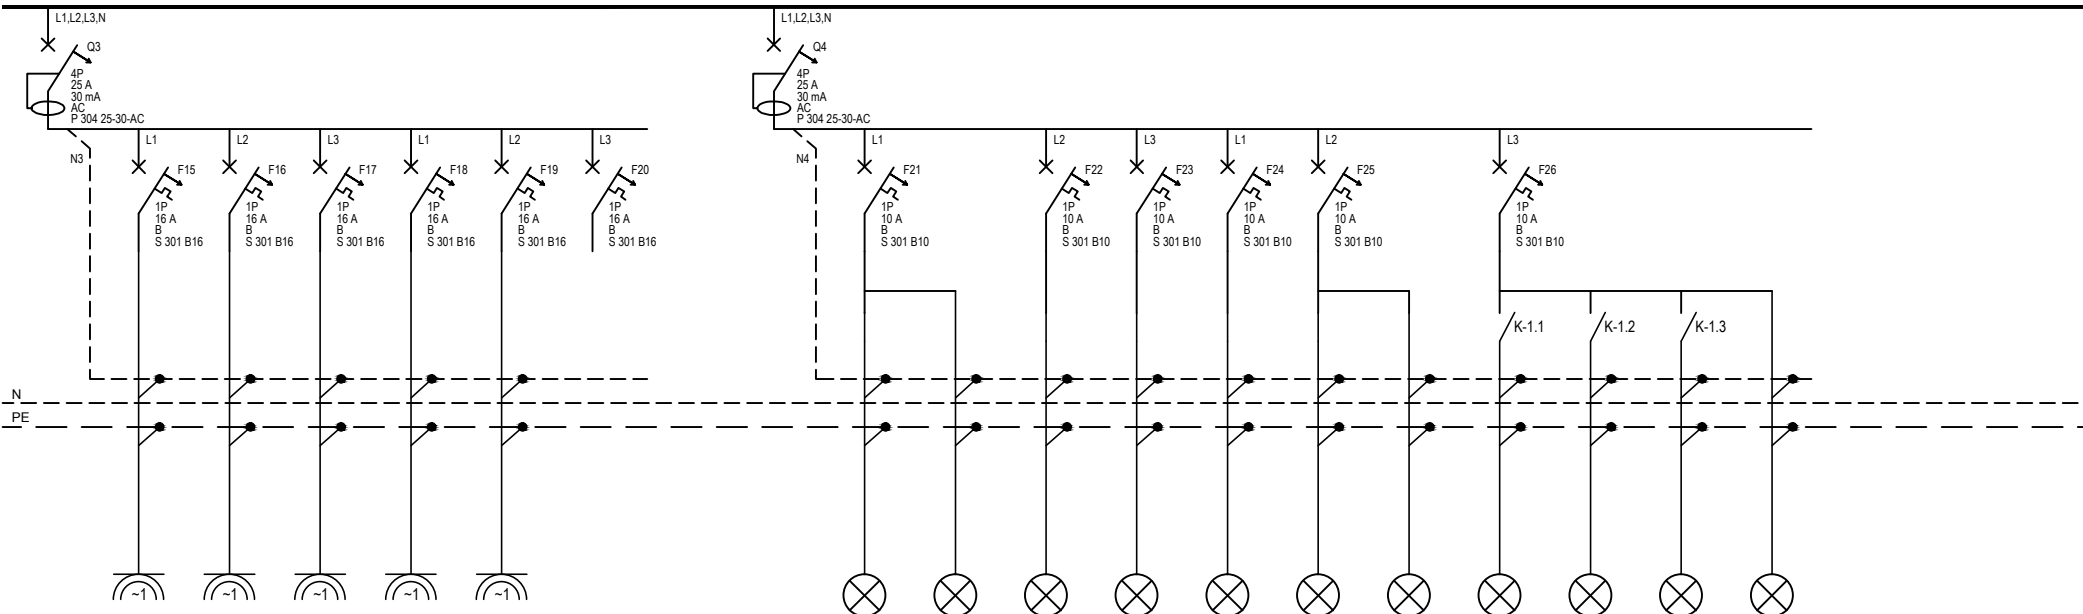 L1,L2,L3,N
Q3
4P
25 A
30 mA
AC
P 304 25-30-AC
N3
L1
F15
1P
16 A
B
S 301 B16
L2
F16
1P
16 A
B
S 301 B16
L3
F17
1P
16 A
B
S 301 B16
L1
F18
1P
16 A
B
S 301 B16
L2
F19
1P
16 A
B
S 301 B16
L3
F20
1P
16 A
B
S 301 B16
L1,L2,L3,N
Q4
4P
25 A
30 mA
AC
P 304 25-30-AC
N4
L1
F21
1P
10 A
B
S 301 B10
L2
F22
1P
10 A
B
S 301 B10
L3
F23
1P
10 A
B
S 301 B10
L1
F24
1P
10 A
B
S 301 B10
L2
F25
1P
10 A
B
S 301 B10
L3
F26
1P
10 A
B
S 301 B10
K-1.1
K-1.2
K-1.3
N
PE
~1
~1
~1
~1
~1